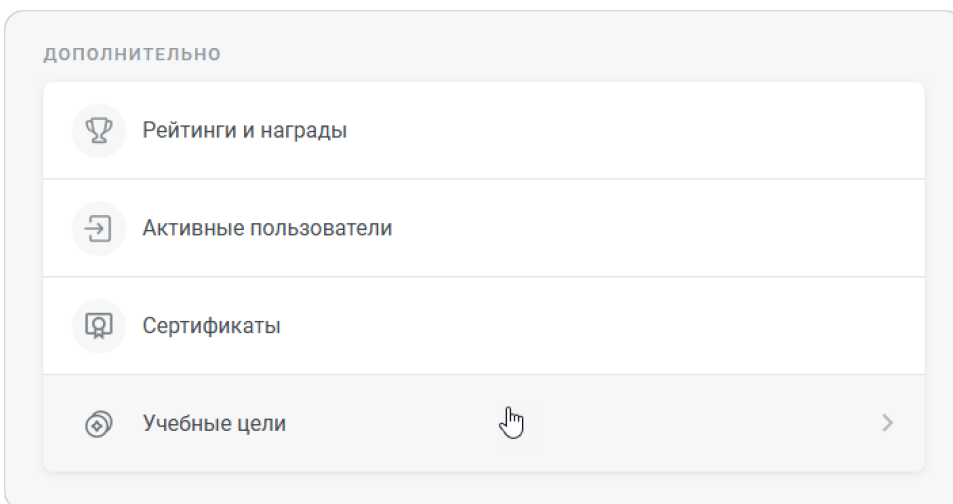 ДОПОЛНИТЕЛЬНО
Рейтинги и награды
Активные пользователи
Сертификаты
Учебные цели